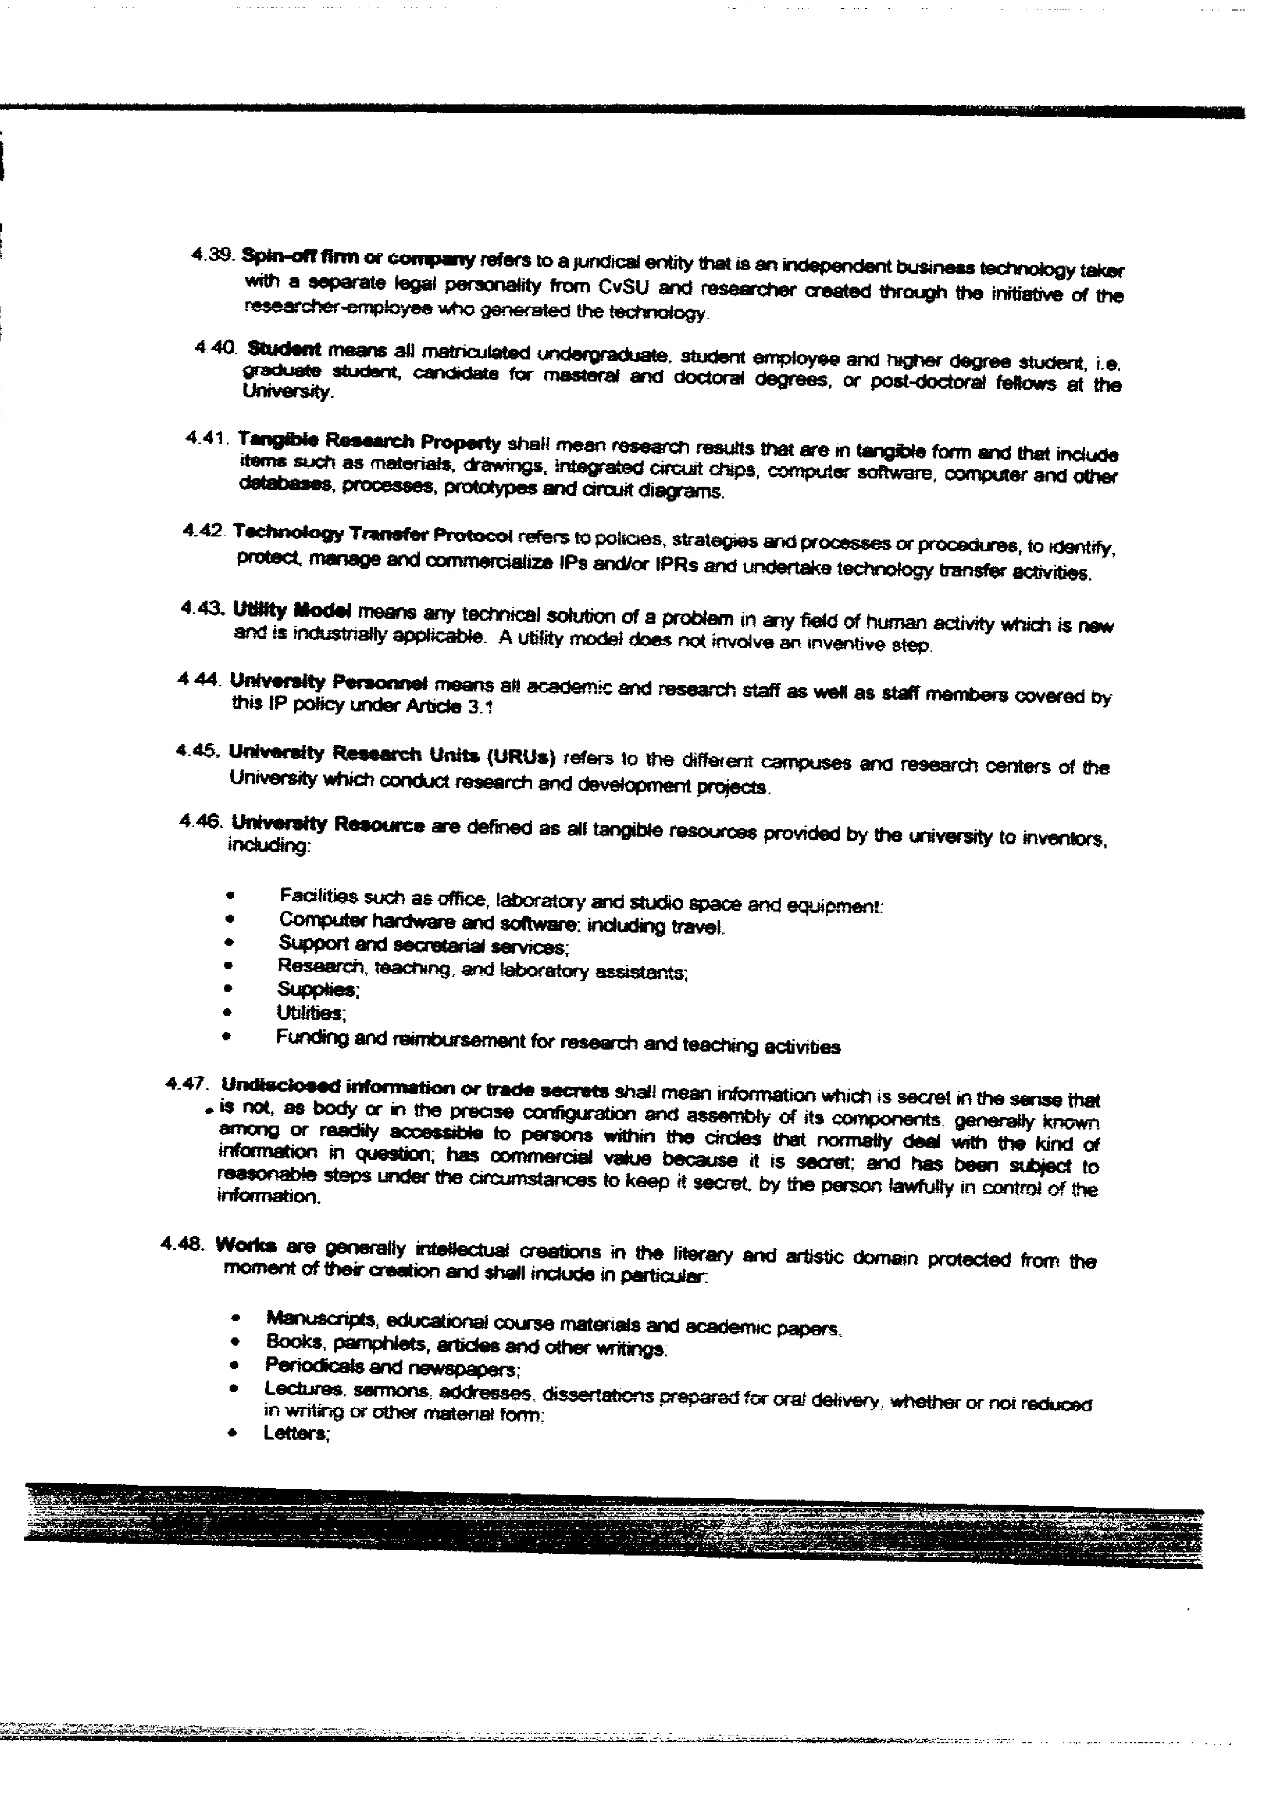 4.39. Spin-off firm or company refers to a juridical entity that is an independent business technology taker
with a separate legal personality from CvSU and researcher created through the initiative of the
researcher-employee who generated the technology.
4.40. Student means all matriculated undergraduate, student employee and higher degree student, i.e.
graduate student, candidate for masteral and doctoral degrees, or post-doctoral fellows at the
University.
4.41. Tangible Research Property shall mean research results that are in tangible form and that include
items such as materials, drawings, integrated circuit chips, computer software, computer and other
databases, processes, prototypes and circuit diagrams.
4.42. Technology Transfer Protocol refers to policies, strategies and processes or procedures, to identify,
protect, manage and commercialize IPs and/or IPRs and undertake technology transfer activities.
4.43. Utility Model means any technical solution of a problem in any field of human activity which is new
and is industrially applicable. A utility model does not involve an inventive step.
4.44. University Personnel means all academic and research staff as well as staff members covered by
this IP policy under Article 3.1
4.45. University Research Units (URUs) refers to the different campuses and research centers of the
University which conduct research and development projects.
4.46. University Resource are defined as all tangible resources provided by the university to inventors,
including:
• Facilities such as office, laboratory and studio space and equipment;
• Computer hardware and software; including travel.
• Support and secretarial services;
• Research, teaching, and laboratory assistants;
• Supplies;
• Utilities;
• Funding and reimbursement for research and teaching activities
4.47. Undisclosed information or trade secrets shall mean information which is secret in the sense that
is not, as body or in the precise configuration and assembly of its components, generally known
among or readily accessible to persons within the circles that normally deal with the kind of
information in question; has commercial value because it is secret; and has been subject to
reasonable steps under the circumstances to keep it secret, by the person lawfully in control of the
information.
4.48. Works are generally intellectual creations in the literary and artistic domain protected from the
moment of their creation and shall include in particular:
• Manuscripts, educational course materials and academic papers.
• Books, pamphlets, articles and other writings.
• Periodicals and newspapers;
• Lectures, sermons, addresses, dissertations prepared for oral delivery, whether or not reduced
in writing or other material form;
• Letters;